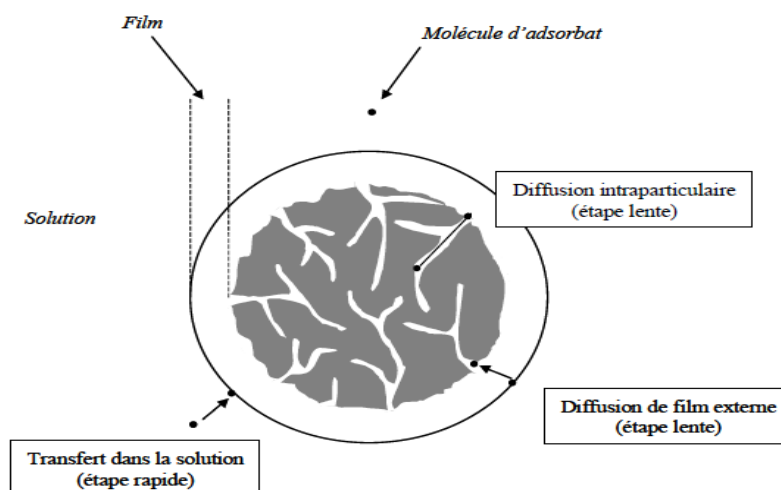 Film
Molécule d'adsorbat
Diffusion intraparticulaire
(étape lente)
Solution
Diffusion de film externe
(étape lente)
Transfert dans la solution
(étape rapide)